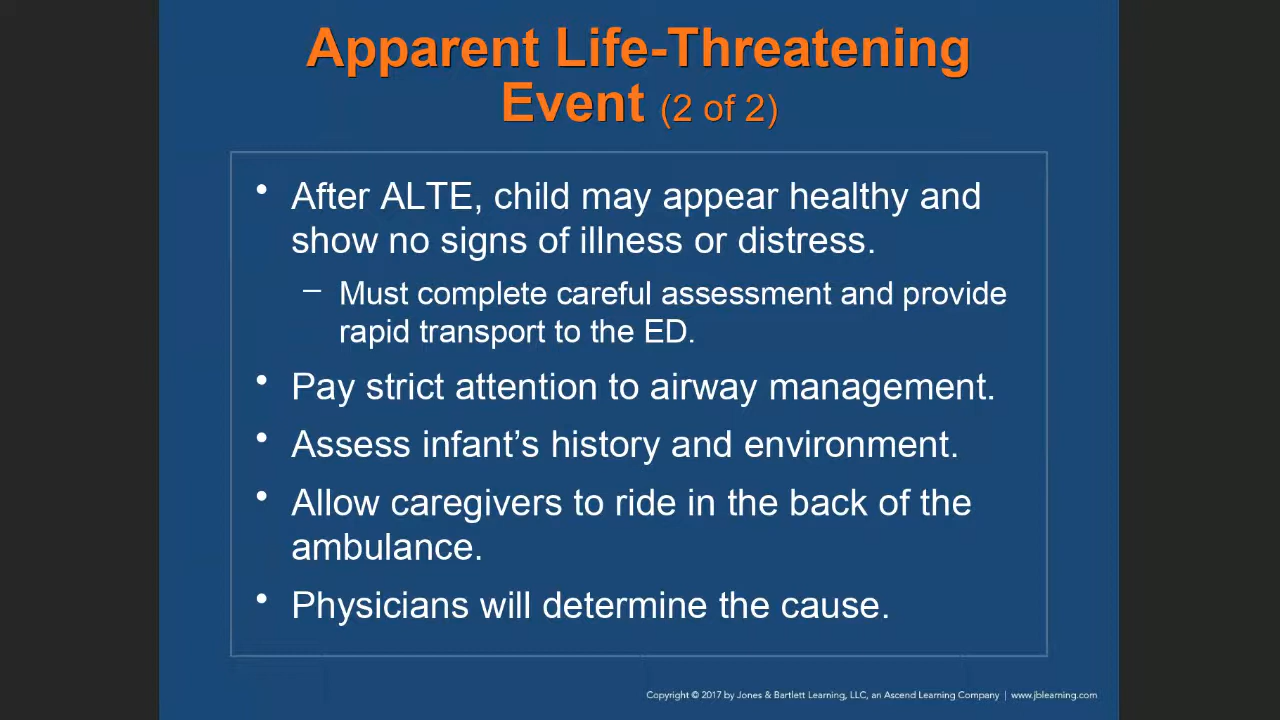 Apparent Life-Threatening
Event (2 of 2)
• After ALTE, child may appear healthy and
show no signs of illness or distress.
– Must complete careful assessment and provide
rapid transport to the ED.
• Pay strict attention to airway management.
• Assess infant’s history and environment.
• Allow caregivers to ride in the back of the
ambulance.
• Physicians will determine the cause.
Copyright © 2017 by Jones & Bartlett Learning, LLC, an Ascend Learning Company | www.jblearning.com